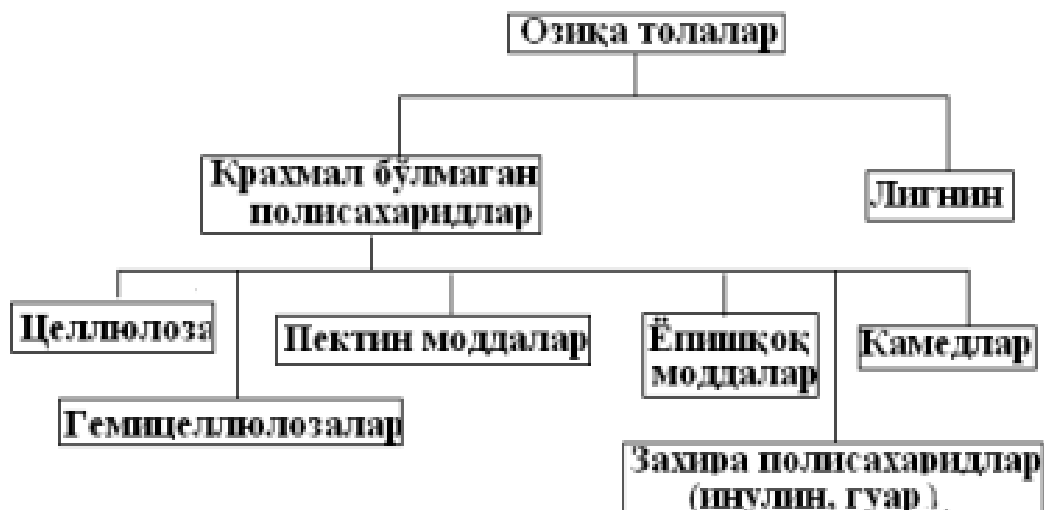 Озиқа толалар
Крахмал бўлмаган
полисахаридлар
Лигнин
Целлюлоза
Пектин моддалар
Ёпишқоқ
моддалар
Камедлар
Гемицеллюлозалар
Захира полисахаридлар
(инулин, гуар)